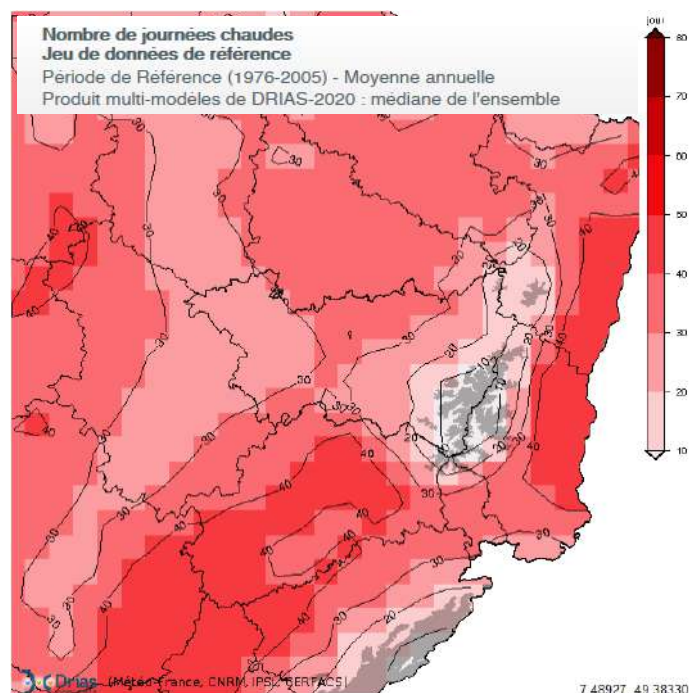 Nombre de journées chaudes
Jeu de données de référence
Période de Référence (1976-2005) - Moyenne annuelle
Produit multi-modèles de DRIAS-2020 : médiane de l'ensemble
jour
80
70
60
50
40
30
20
10
Drias (Météo-France, CNRM, IPSL, CERFACS)
7.48927 49.38330